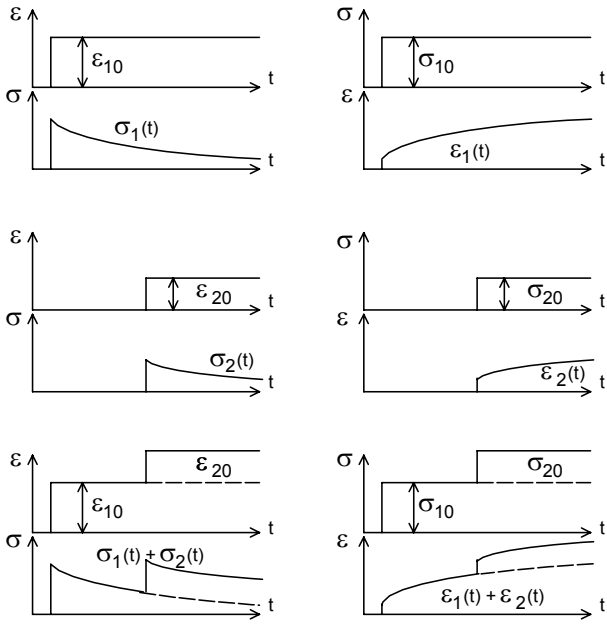 ε
ε₁₀
t
σ
σ₁(t)
t
σ
σ₁₀
t
ε
ε₁(t)
t
ε
ε₂₀
t
σ
σ₂(t)
t
σ
σ₂₀
t
ε
ε₂(t)
t
ε
ε₂₀
ε₁₀
t
σ
σ₁(t) + σ₂(t)
t
σ
σ₂₀
σ₁₀
t
ε
ε₁(t) + ε₂(t)
t